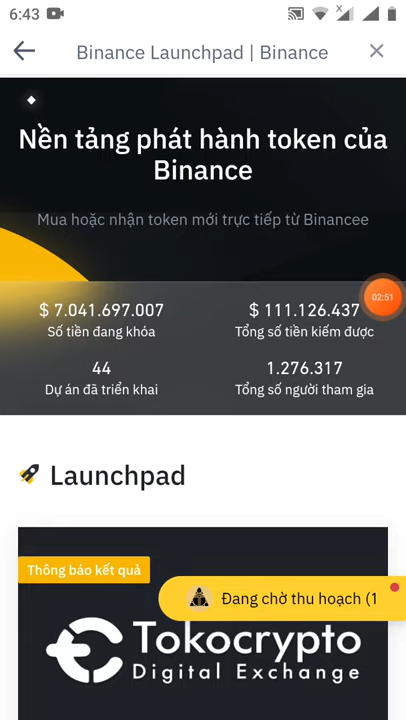 6:43
Binance Launchpad | Binance
Nền tảng phát hành token của
Binance
Mua hoặc nhận token mới trực tiếp từ Binancee
$ 7.041.697.007
Số tiền đang khóa
$ 111.126.437
Tổng số tiền kiếm được
02:51
44
Dự án đã triển khai
1.276.317
Tổng số người tham gia
Launchpad
Thông báo kết quả
Đang chờ thu hoạch (1
Tokocrypto
Digital Exchange